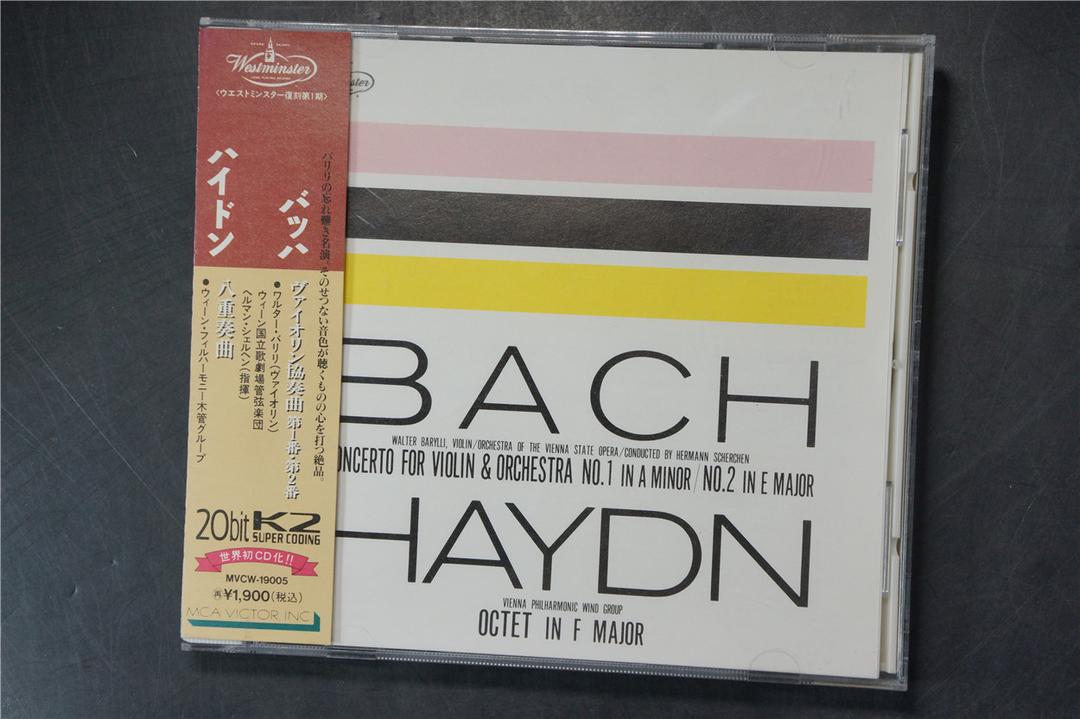 Westminster
〈ウエストミンスター復刻第1期〉
バッハ
ハイドン
バリリの忘れ難き名演。そのせつない音色が聴くものの心を打つ絶品。
ヴァイオリン協奏曲 第1番・第2番
●ワルター・バリリ(ヴァイオリン)
ウィーン国立歌劇場管弦楽団
ヘルマン・シェルヘン(指揮)
八重奏曲
●ウィーン・フィルハーモニー木管グループ
20bit K2
SUPER CODING
世界初CD化!!
MVCW-19005
再¥1,900(税込)
MCA VICTOR, INC.
ster
BACH
WALTER BARYLLI, VIOLIN/ORCHESTRA OF THE VIENNA STATE OPERA/CONDUCTED BY HERMANN SCHERCHEN
ONCERTO FOR VIOLIN & ORCHESTRA NO.1 IN A MINOR/NO.2 IN E MAJOR
HAYDN
VIENNA PHILHARMONIC WIND GROUP
OCTET IN F MAJOR